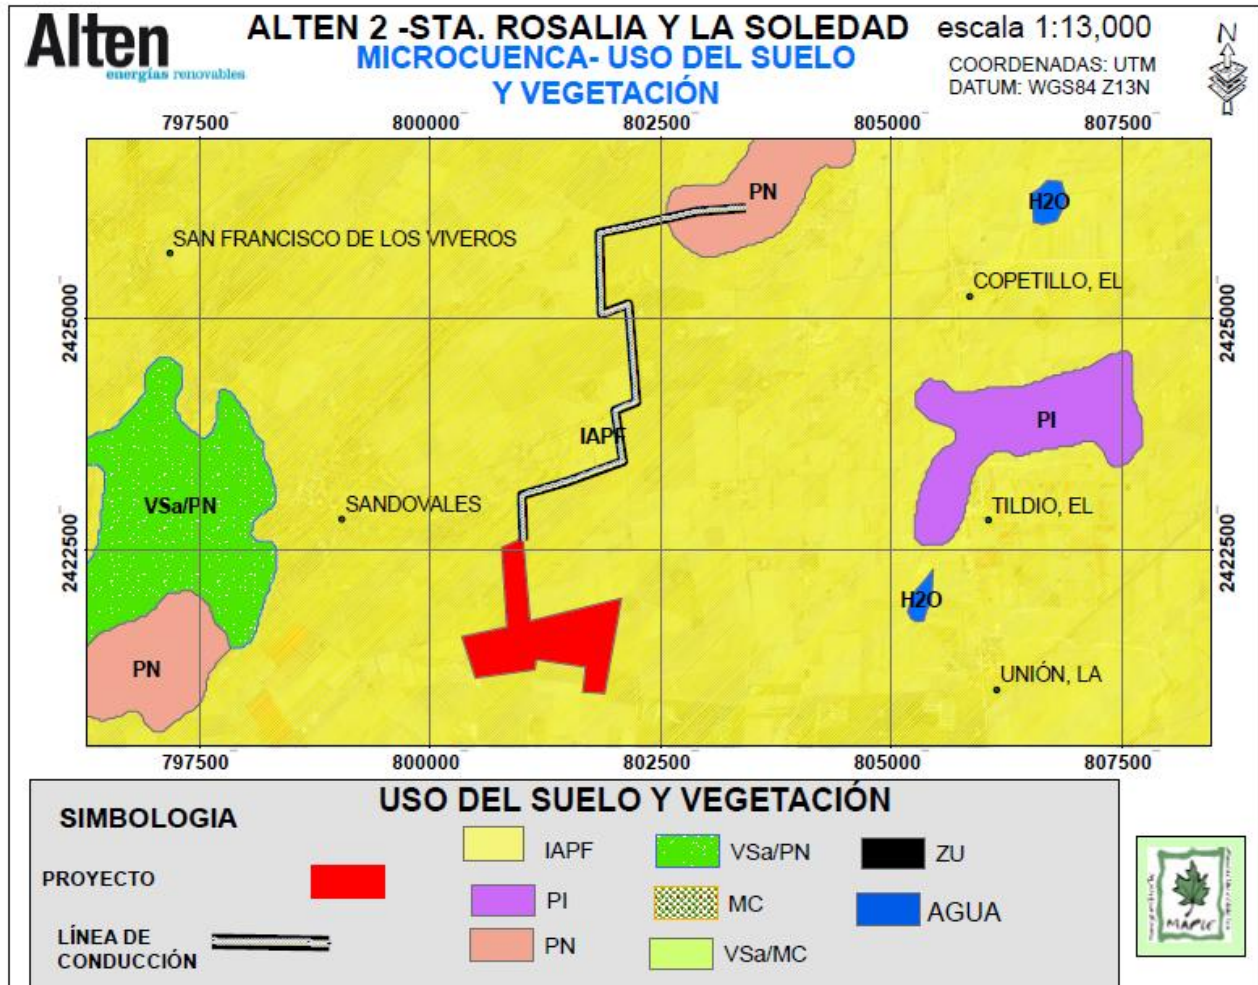 Alten
energías renovables
ALTEN 2 -STA. ROSALIA Y LA SOLEDAD
MICROCUENCA- USO DEL SUELO
Y VEGETACIÓN
escala 1:13,000
COORDENADAS: UTM
DATUM: WGS84 Z13N
N
797500 800000 802500 805000 807500
PN
H2O
SAN FRANCISCO DE LOS VIVEROS
COPETILLO, EL
2425000 2425000
PI
IAPF
VSa/PN
SANDOVALES
TILDIO, EL
2422500 2422500
H2O
PN
UNIÓN, LA
797500 800000 802500 805000 807500
USO DEL SUELO Y VEGETACIÓN
SIMBOLOGIA
PROYECTO
LÍNEA DE
CONDUCCIÓN
IAPF
PI
PN
VSa/PN
MC
VSa/MC
ZU
AGUA
MAPLE